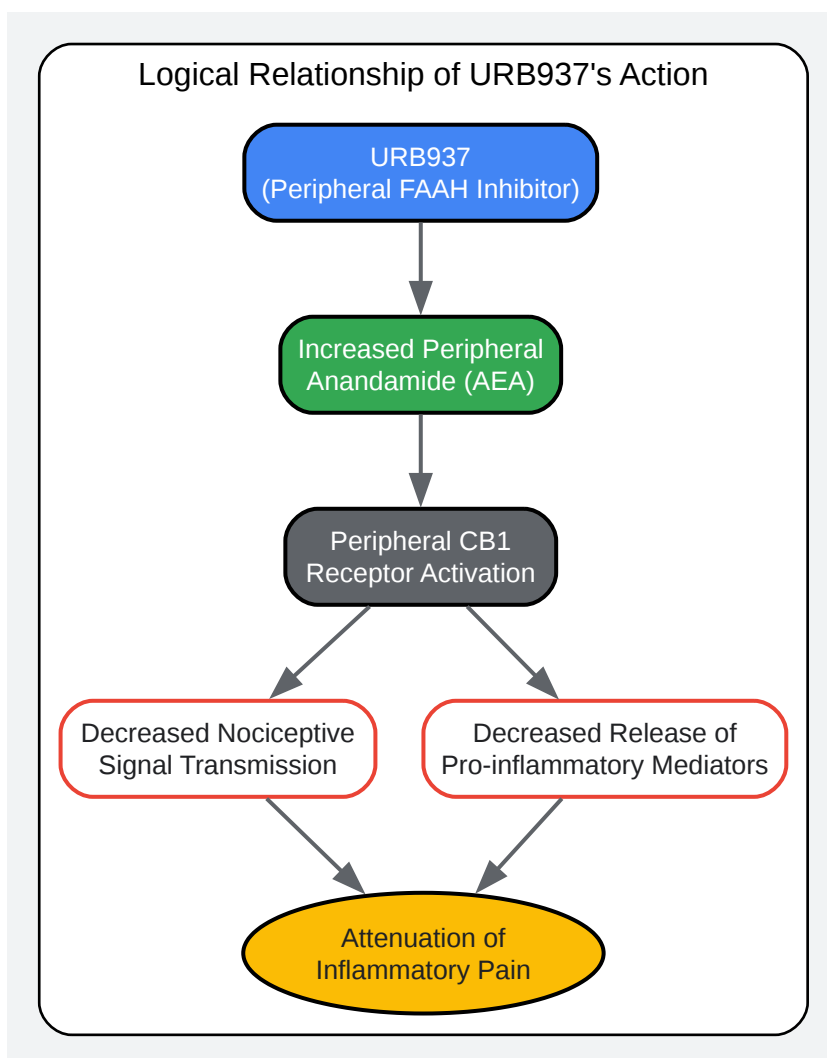 Logical Relationship of URB937's Action
URB937
(Peripheral FAAH Inhibitor)
Increased Peripheral
Anandamide (AEA)
Peripheral CB1
Receptor Activation
Decreased Nociceptive
Signal Transmission
Decreased Release of
Pro-inflammatory Mediators
Attenuation of
Inflammatory Pain